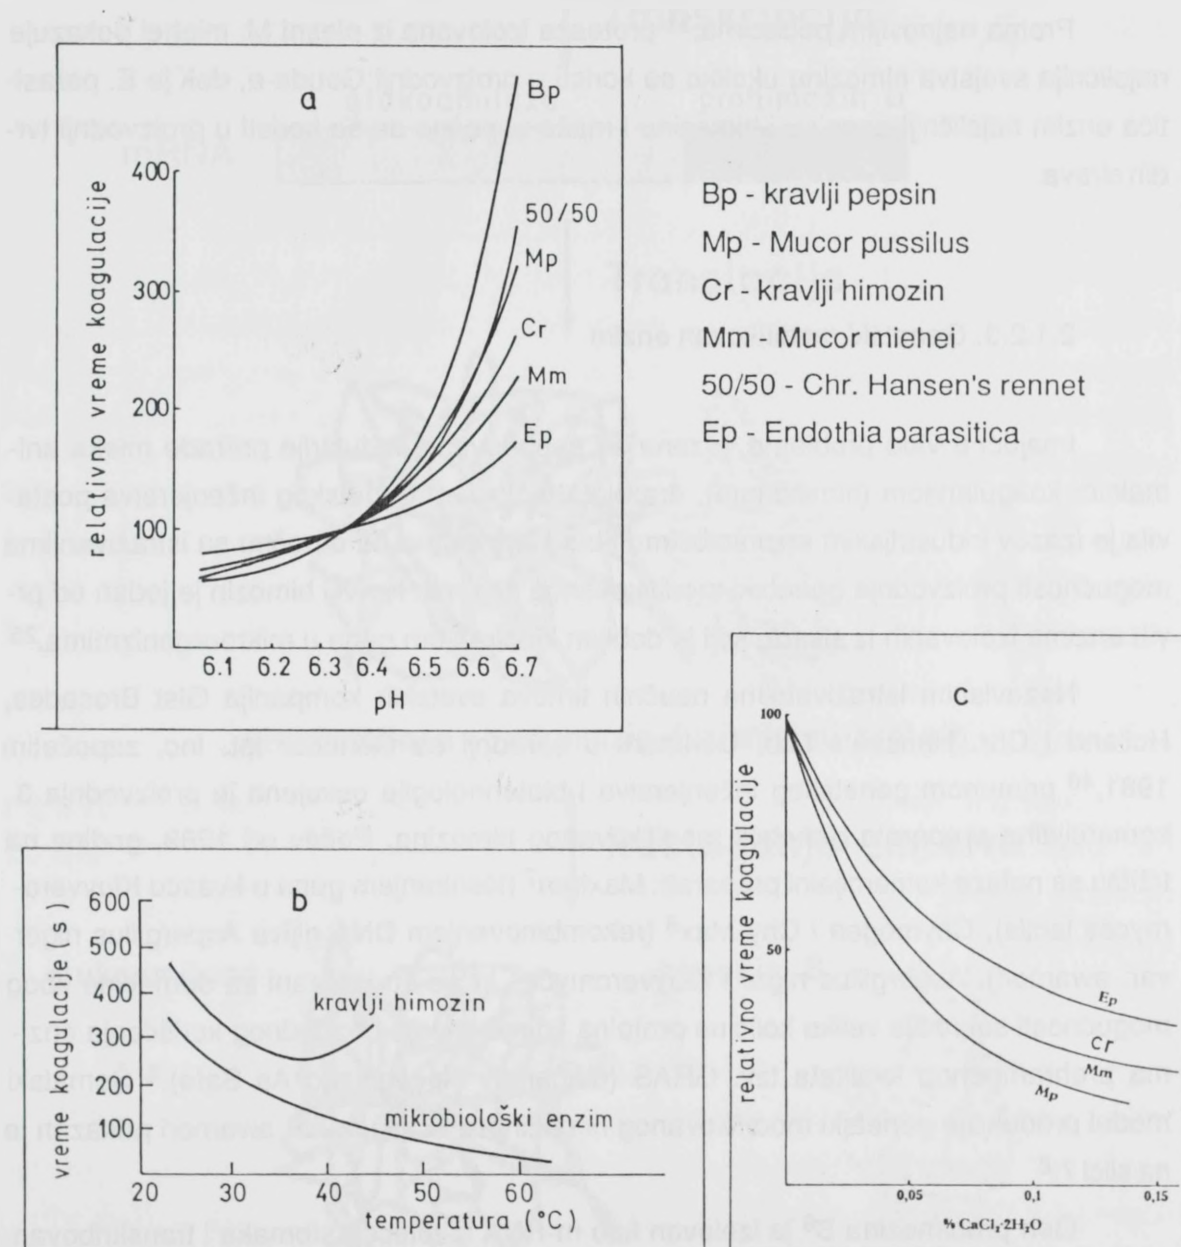 a
relativno vreme koagulacije
400
300
200
100
Bp
50/50
Mp
Cr
Mm
Ep
6.1 6.2 6.3 6.4 6.5 6.6 6.7
pH
Bp - kravlji pepsin
Mp - Mucor pussilus
Cr - kravlji himozin
Mm - Mucor miehei
50/50 - Chr. Hansen's rennet
Ep - Endothia parasitica
b
vreme koagulacije (s)
600
500
400
300
200
100
kravlji himozin
mikrobiološki enzim
20 30 40 50 60
temperatura (°C)
c
relativno vreme koagulacije
100
50
Ep
Cr
Mm
Mp
0,05 0,1 0,15
% CaCl₂·2H₂O